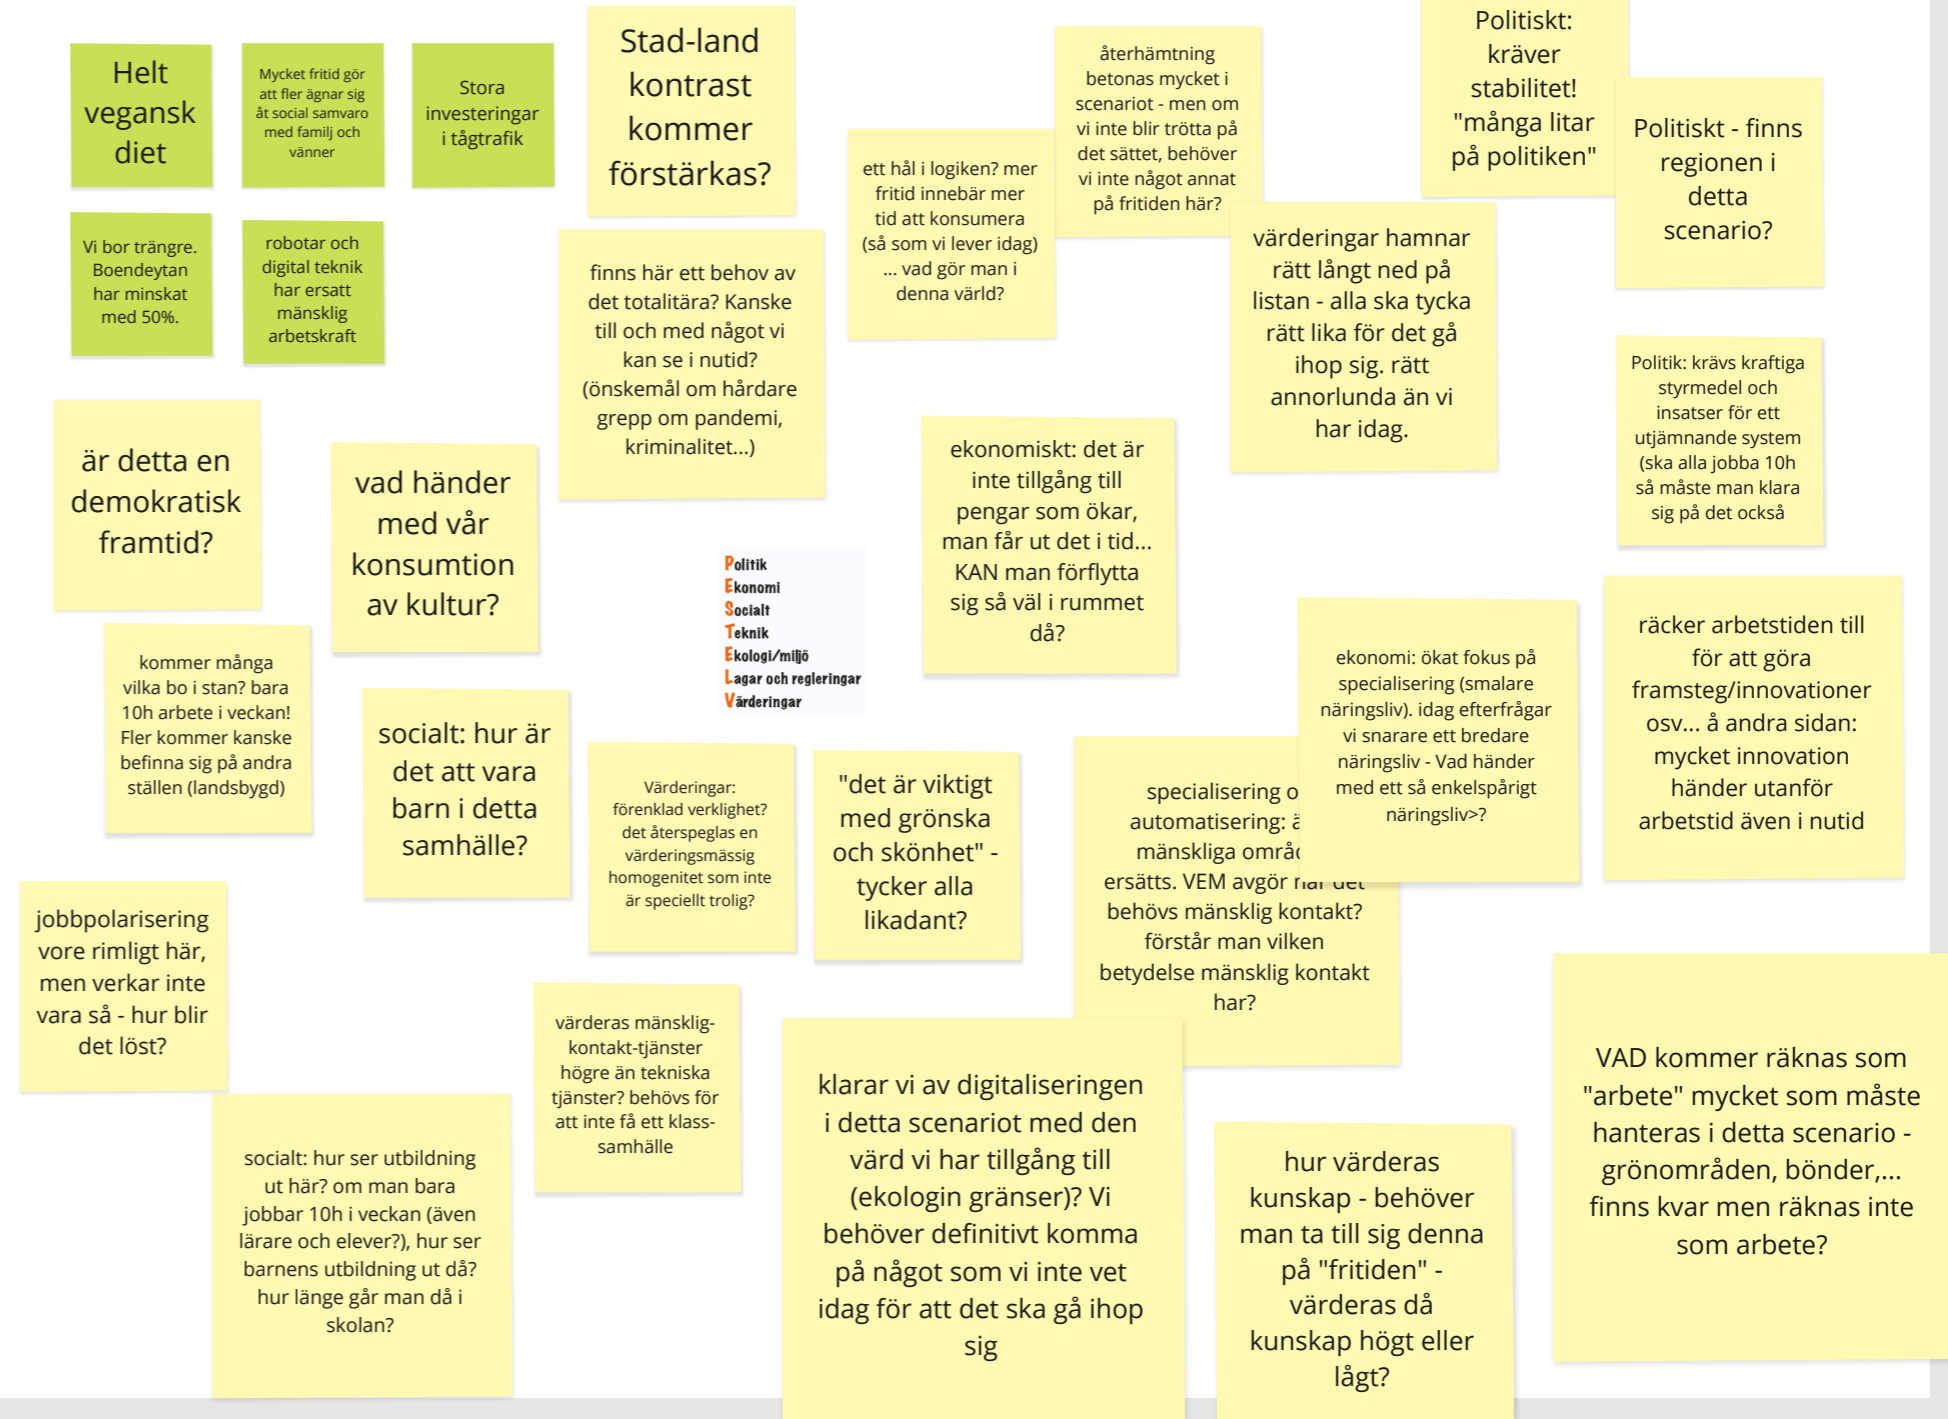 Helt
vegansk
diet
Mycket fritid gör
att fler ägnar sig
åt social samvaro
med familj och
vänner
Stora
investeringar
i tågtrafik
Vi bor trängre.
Boendeytan
har minskat
med 50%.
robotar och
digital teknik
har ersatt
mänsklig
arbetskraft
Stad-land
kontrast
kommer
förstärkas?
ett hål i logiken? mer
fritid innebär mer
tid att konsumera
(så som vi lever idag)
... vad gör man i
denna värld?
återhämtning
betonas mycket i
scenariot - men om
vi inte blir trötta på
det sättet, behöver
vi inte något annat
på fritiden här?
Politiskt:
kräver
stabilitet!
"många litar
på politiken"
Politiskt - finns
regionen i
detta
scenario?
finns här ett behov av
det totalitära? Kanske
till och med något vi
kan se i nutid?
(önskemål om hårdare
grepp om pandemi,
kriminalitet...)
värderingar hamnar
rätt långt ned på
listan - alla ska tycka
rätt lika för det gå
ihop sig. rätt
annorlunda än vi
har idag.
Politik: krävs kraftiga
styrmedel och
insatser för ett
utjämnande system
(ska alla jobba 10h
så måste man klara
sig på det också
är detta en
demokratisk
framtid?
vad händer
med vår
konsumtion
av kultur?
ekonomiskt: det är
inte tillgång till
pengar som ökar,
man får ut det i tid...
KAN man förflytta
sig så väl i rummet
då?
Politik
Ekonomi
Socialt
Teknik
Ekologi/miljö
Lagar och regleringar
Värderingar
kommer många
vilka bo i stan? bara
10h arbete i veckan!
Fler kommer kanske
befinna sig på andra
ställen (landsbygd)
socialt: hur är
det att vara
barn i detta
samhälle?
Värderingar:
förenklad verklighet?
det återspeglas en
värderingsmässig
homogenitet som inte
är speciellt trolig?
"det är viktigt
med grönska
och skönhet" -
tycker alla
likadant?
specialisering o
automatisering:
mänskliga områ
ersätts. VEM avgör när det
behövs mänsklig kontakt?
förstår man vilken
betydelse mänsklig kontakt
har?
ekonomi: ökat fokus på
specialisering (smalare
näringsliv). idag efterfrågar
vi snarare ett bredare
näringsliv - Vad händer
med ett så enkelspårigt
näringsliv>?
räcker arbetstiden till
för att göra
framsteg/innovationer
osv... å andra sidan:
mycket innovation
händer utanför
arbetstid även i nutid
jobbpolarisering
vore rimligt här,
men verkar inte
vara så - hur blir
det löst?
värderas mänsklig-
kontakt-tjänster
högre än tekniska
tjänster? behövs för
att inte få ett klass-
samhälle
socialt: hur ser utbildning
ut här? om man bara
jobbar 10h i veckan (även
lärare och elever?), hur ser
barnens utbildning ut då?
hur länge går man då i
skolan?
klarar vi av digitaliseringen
i detta scenariot med den
värd vi har tillgång till
(ekologin gränser)? Vi
behöver definitivt komma
på något som vi inte vet
idag för att det ska gå ihop
sig
hur värderas
kunskap - behöver
man ta till sig denna
på "fritiden" -
värderas då
kunskap högt eller
lågt?
VAD kommer räknas som
"arbete" mycket som måste
hanteras i detta scenario -
grönområden, bönder,...
finns kvar men räknas inte
som arbete?